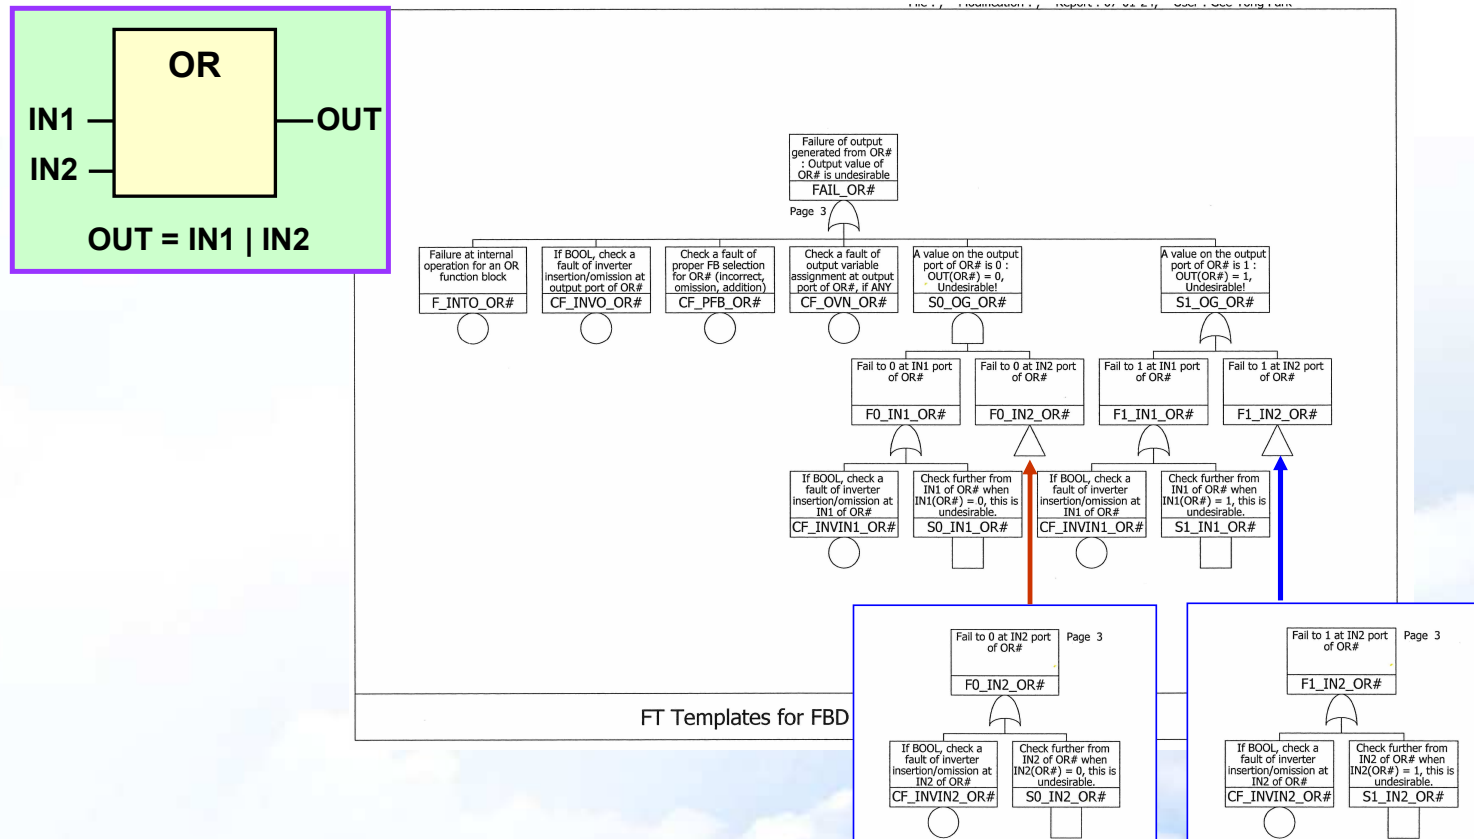 File : / Modification : / Report : 07-01-24, User : Gee Yong Park
OR
IN1
OUT
IN2
OUT = IN1 | IN2
Failure of output
generated from OR#
: Output value of
OR# is undesirable
FAIL_OR#
Page 3
Failure at internal
operation for an OR
function block
F_INTO_OR#
If BOOL, check a
fault of inverter
insertion/omission at
output port of OR#
CF_INVO_OR#
Check a fault of
proper FB selection
for OR# (incorrect,
omission, addition)
CF_PFB_OR#
Check a fault of
output variable
assignment at output
port of OR#, if ANY
CF_OVN_OR#
A value on the output
port of OR# is 0 :
OUT(OR#) = 0,
Undesirable!
S0_OG_OR#
A value on the output
port of OR# is 1 :
OUT(OR#) = 1,
Undesirable!
S1_OG_OR#
Fail to 0 at IN1 port
of OR#
F0_IN1_OR#
Fail to 0 at IN2 port
of OR#
F0_IN2_OR#
Fail to 1 at IN1 port
of OR#
F1_IN1_OR#
Fail to 1 at IN2 port
of OR#
F1_IN2_OR#
If BOOL, check a
fault of inverter
insertion/omission at
IN1 of OR#
CF_INVIN1_OR#
Check further from
IN1 of OR# when
IN1(OR#) = 0, this is
undesirable.
S0_IN1_OR#
If BOOL, check a
fault of inverter
insertion/omission at
IN1 of OR#
CF_INVIN1_OR#
Check further from
IN1 of OR# when
IN1(OR#) = 1, this is
undesirable.
S1_IN1_OR#
FT Templates for FBD
Fail to 0 at IN2 port
of OR#
Page 3
F0_IN2_OR#
If BOOL, check a
fault of inverter
insertion/omission at
IN2 of OR#
CF_INVIN2_OR#
Check further from
IN2 of OR# when
IN2(OR#) = 0, this is
undesirable.
S0_IN2_OR#
Fail to 1 at IN2 port
of OR#
Page 3
F1_IN2_OR#
If BOOL, check a
fault of inverter
insertion/omission at
IN2 of OR#
CF_INVIN2_OR#
Check further from
IN2 of OR# when
IN2(OR#) = 1, this is
undesirable.
S1_IN2_OR#